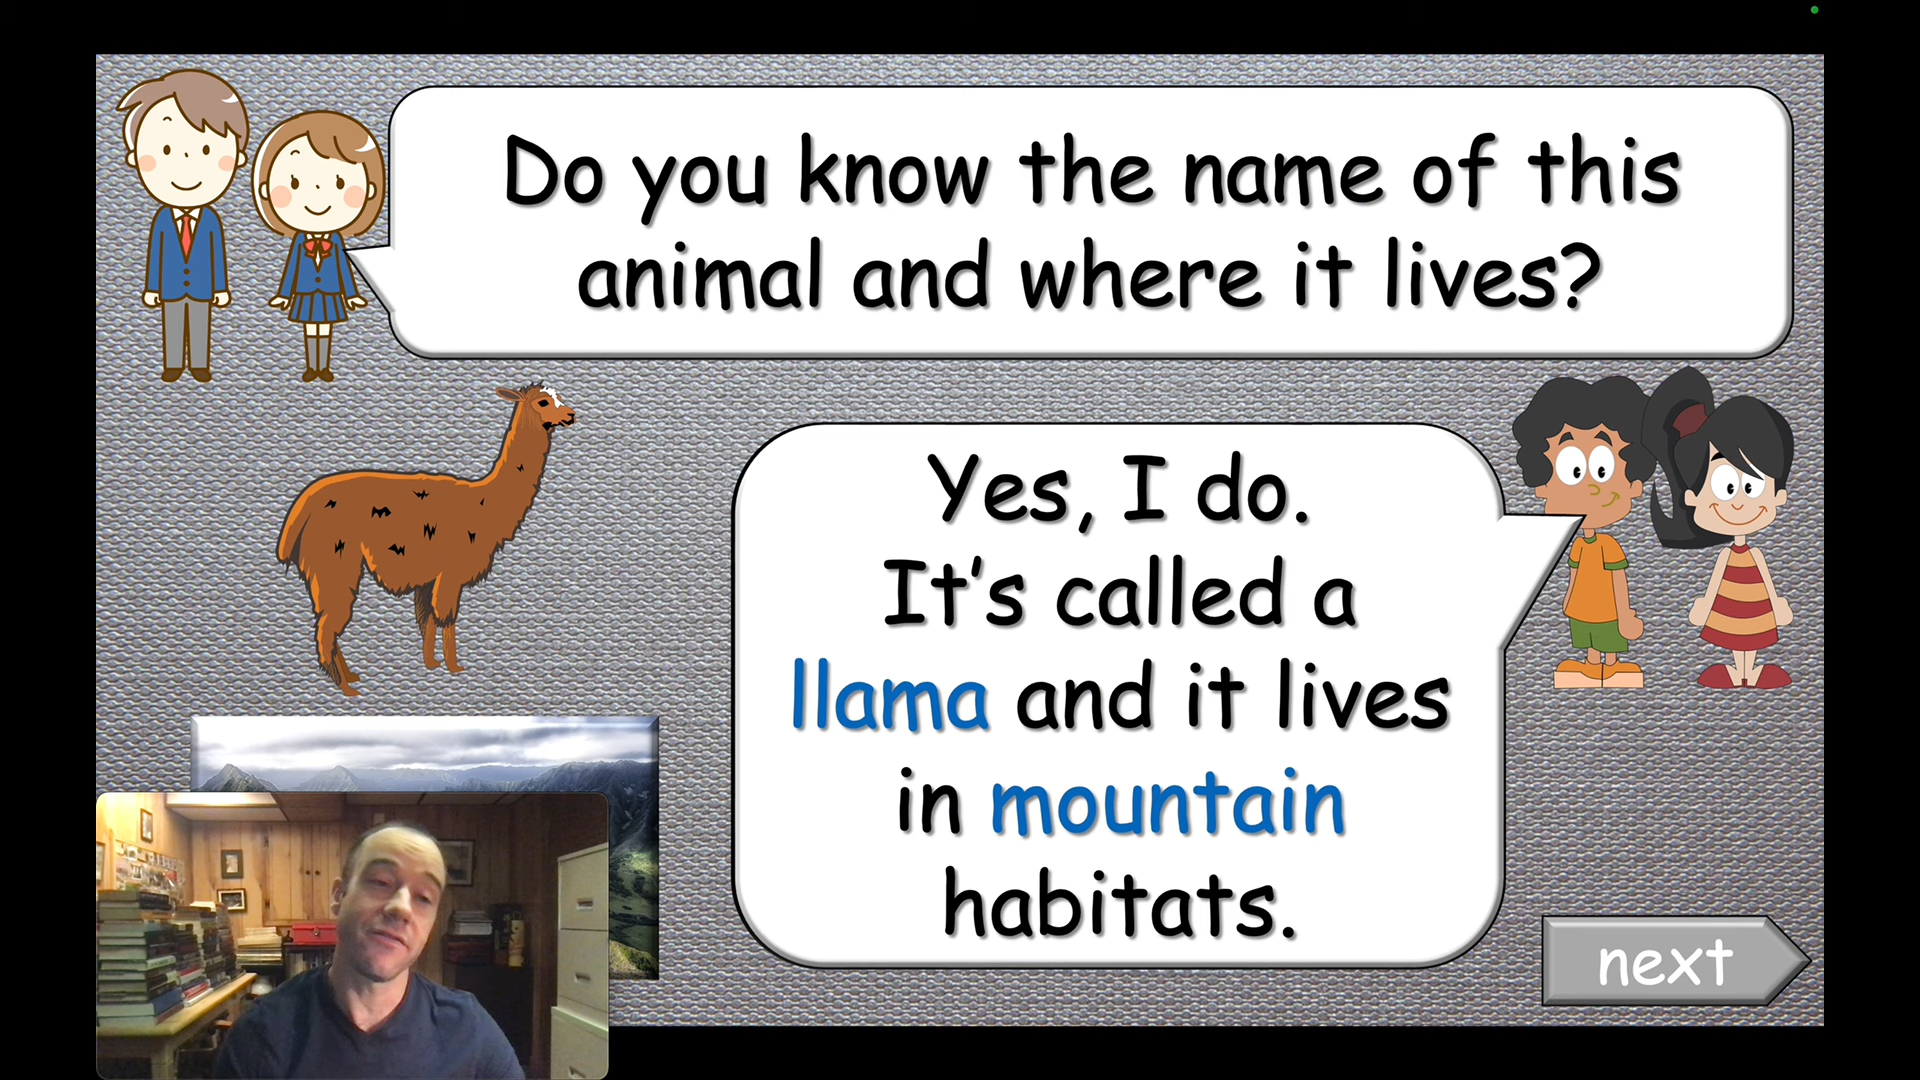 Do you know the name of this
animal and where it lives?
Yes, I do.
It's called a
llama and it lives
in mountain
habitats.
next